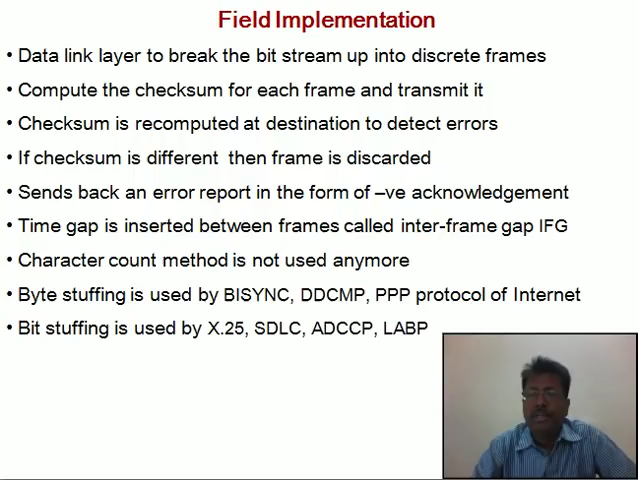 Field Implementation
• Data link layer to break the bit stream up into discrete frames
• Compute the checksum for each frame and transmit it
• Checksum is recomputed at destination to detect errors
• If checksum is different then frame is discarded
• Sends back an error report in the form of –ve acknowledgement
• Time gap is inserted between frames called inter-frame gap IFG
• Character count method is not used anymore
• Byte stuffing is used by BISYNC, DDCMP, PPP protocol of Internet
• Bit stuffing is used by X.25, SDLC, ADCCP, LABP